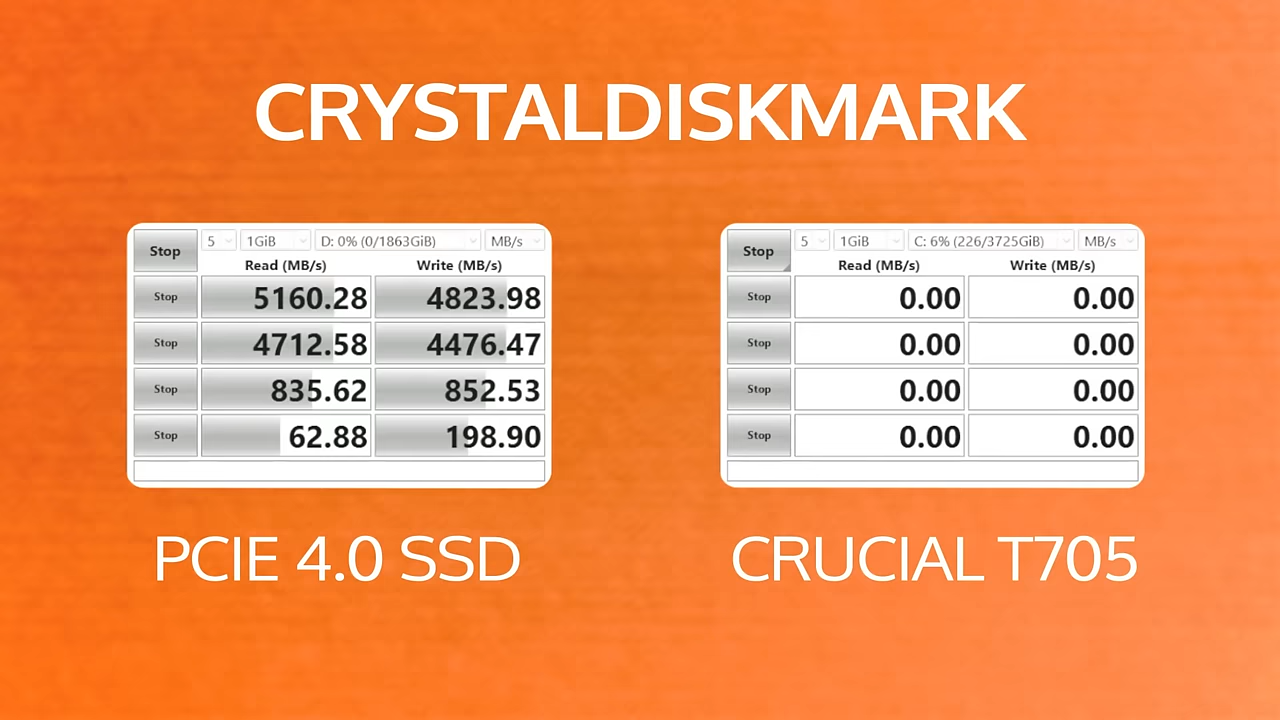 CRYSTALDISKMARK
Stop 5 1GiB D: 0% (0/1863GiB) MB/s
Read (MB/s) Write (MB/s)
Stop 5160.28 4823.98
Stop 4712.58 4476.47
Stop 835.62 852.53
Stop 62.88 198.90
PCIE 4.0 SSD
Stop 5 1GiB C: 6% (226/3725GiB) MB/s
Read (MB/s) Write (MB/s)
Stop 0.00 0.00
Stop 0.00 0.00
Stop 0.00 0.00
Stop 0.00 0.00
CRUCIAL T705